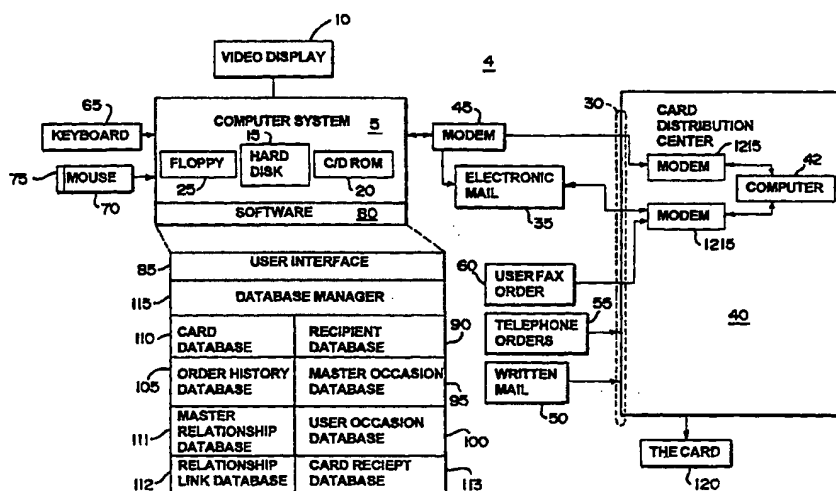 10
VIDEO DISPLAY
4
65
KEYBOARD
COMPUTER SYSTEM 5
15
FLOPPY
HARD
DISK
C/D ROM
25
20
75
MOUSE
70
SOFTWARE 80
45
MODEM
ELECTRONIC
MAIL
35
30
CARD
DISTRIBUTION
CENTER
1215
MODEM
42
COMPUTER
MODEM
1215
40
85
USER INTERFACE
115
DATABASE MANAGER
110
CARD
DATABASE
RECIPIENT
DATABASE
90
105
ORDER HISTORY
DATABASE
MASTER OCCASION
DATABASE
95
111
MASTER
RELATIONSHIP
DATABASE
USER OCCASION
DATABASE
100
112
RELATIONSHIP
LINK DATABASE
CARD RECIEPT
DATABASE
113
60
USER FAX
ORDER
55
TELEPHONE
ORDERS
WRITTEN
MAIL
50
THE CARD
120